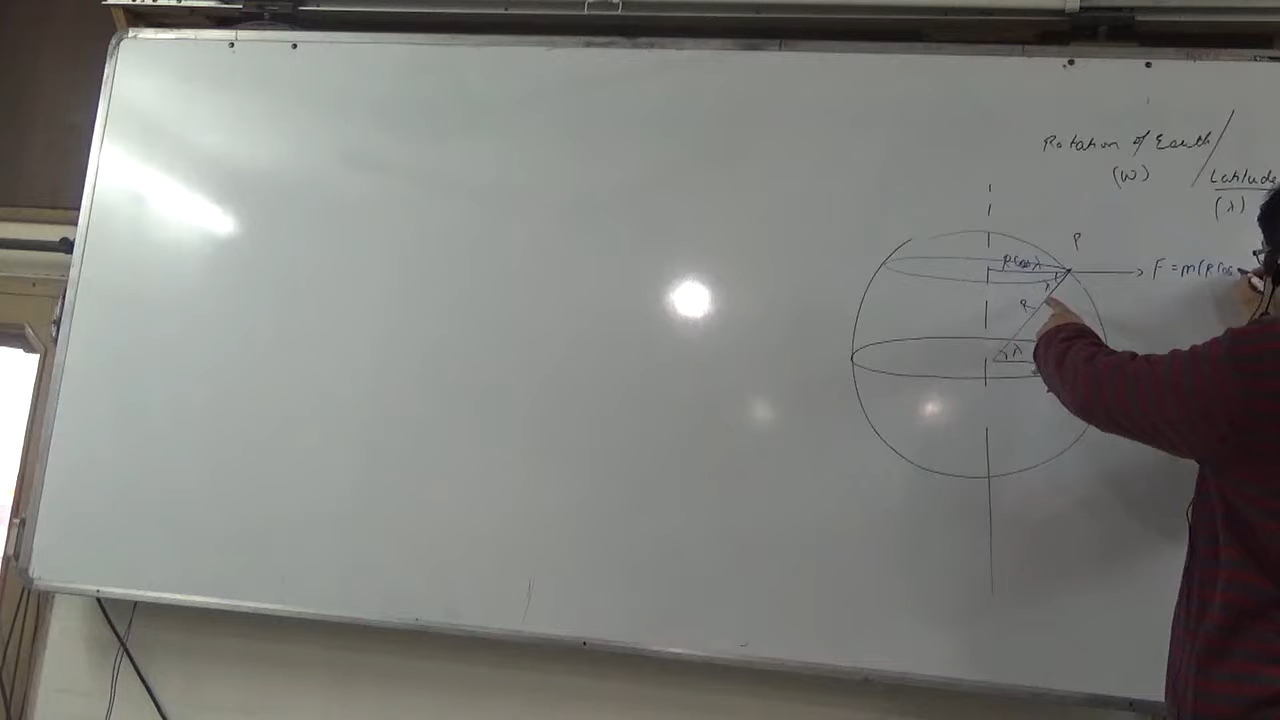 Rotation of Earth/
(ω)
Latitude
(λ)
P
R cos λ
F = m(R Cos
λ
R
λ